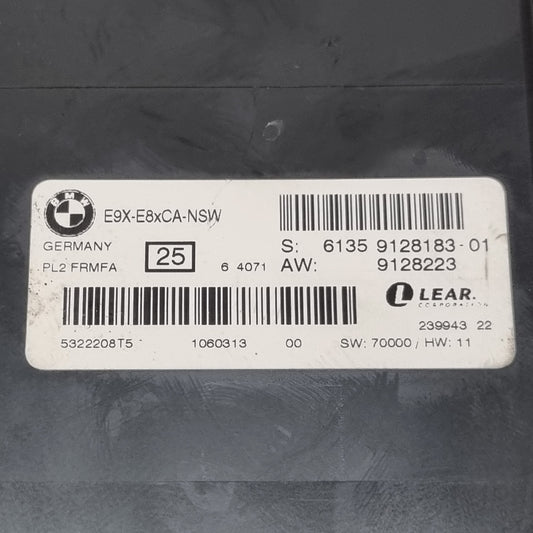 BMW
E9X-E8xCA-NSW
GERMANY
PL2 FRMFA 25 6 4071
S: 6135 9128183-01
AW: 9128223
LEAR.
CORPORATION
239943 22
5322208T5 1060313 00 SW: 70000 / HW: 11